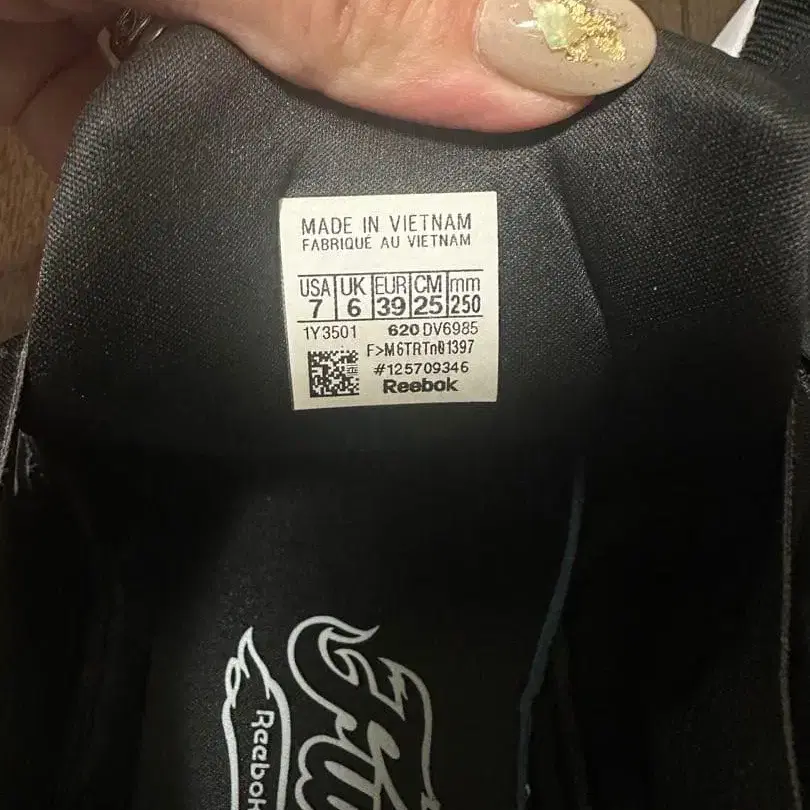 MADE IN VIETNAM
FABRIQUÉ AU VIETNAM
USA UK EUR CM mm
7 6 39 25 250
1Y3501 620 DV6985
F>M6TRTn01397
#125709346
Reebok
Reebok